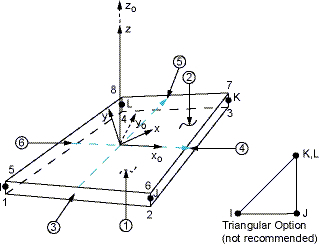 z₀
z
5
8
L
2
7
K
4
y
y₀
x
3
6
x₀
4
5
I
1
6
J
2
3
1
K,L
I
J
Triangular Option
(not recommended)